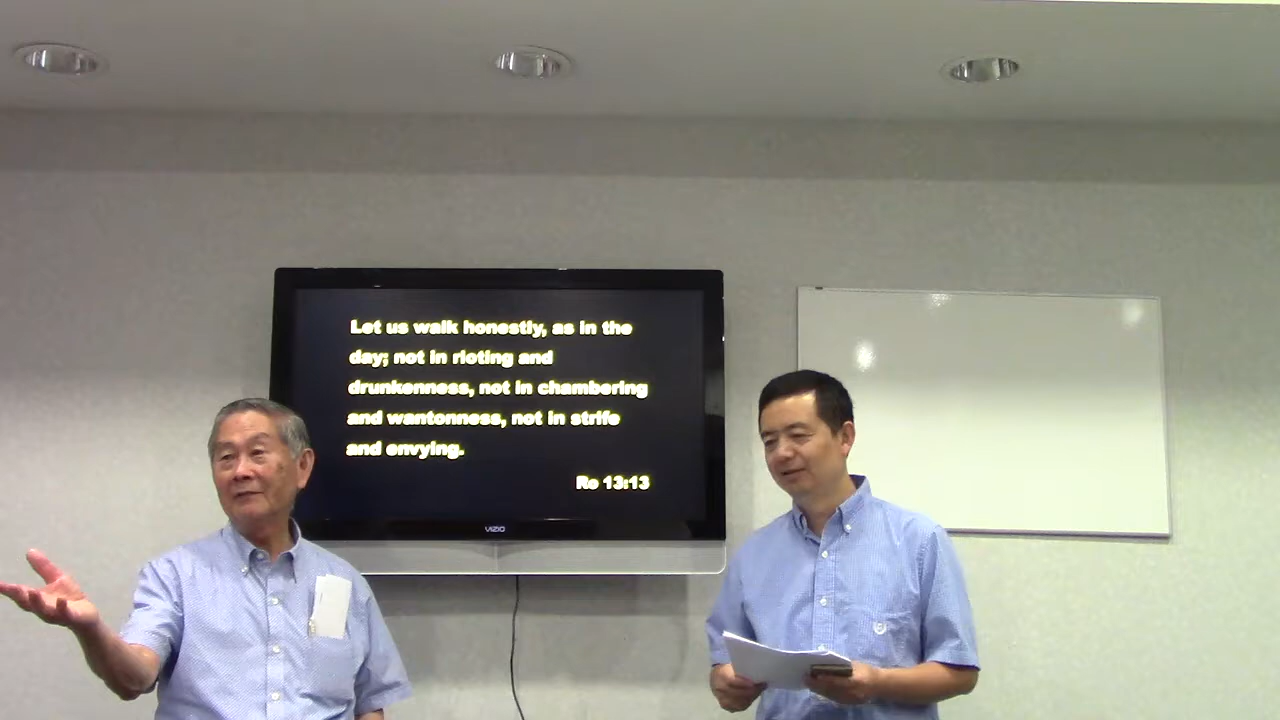 Let us walk honestly, as in the
day; not in rioting and
drunkenness, not in chambering
and wantonness, not in strife
and envying.
Ro 13:13
VIZIO